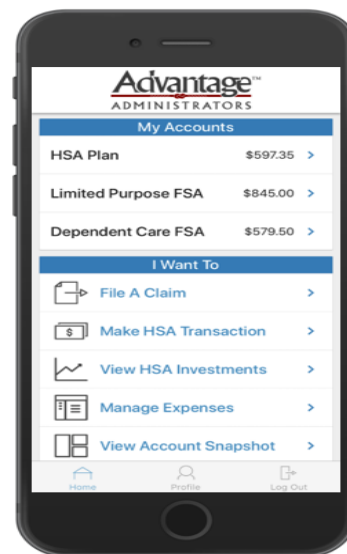 Advantage™
ADMINISTRATORS
My Accounts
HSA Plan $597.35 >
Limited Purpose FSA $845.00 >
Dependent Care FSA $579.50 >
I Want To
File A Claim >
$ Make HSA Transaction >
View HSA Investments >
Manage Expenses >
View Account Snapshot >
Home Profile Log Out